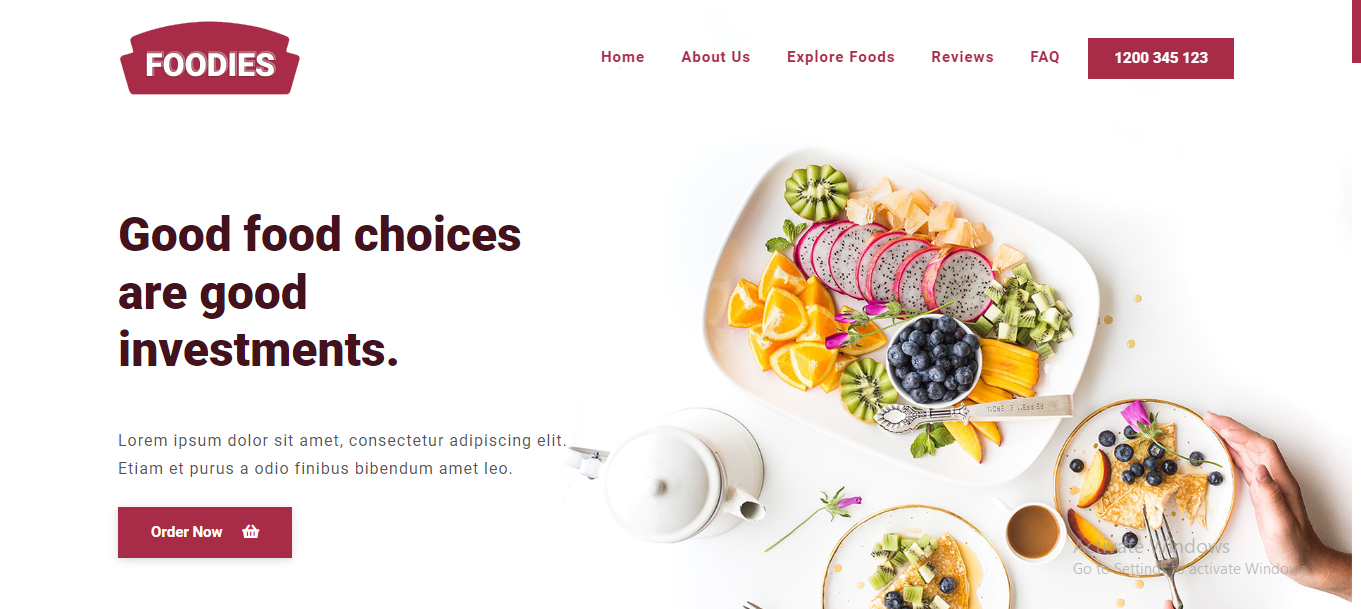 FOODIES
Home About Us Explore Foods Reviews FAQ 1200 345 123
Good food choices
are good
investments.
Lorem ipsum dolor sit amet, consectetur adipiscing elit.
Etiam et purus a odio finibus bibendum amet leo.
Order Now
Activate Windows
Go to Settings to activate Windows.